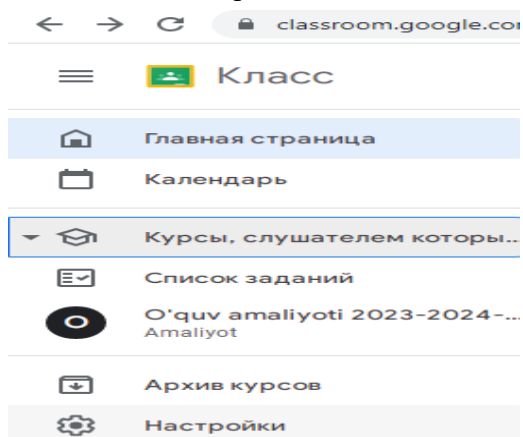 classroom.google.com
Класс
Главная страница
Календарь
Курсы, слушателем которы...
Список заданий
O O'quv amaliyoti 2023-2024-...
Amaliyot
Архив курсов
Настройки